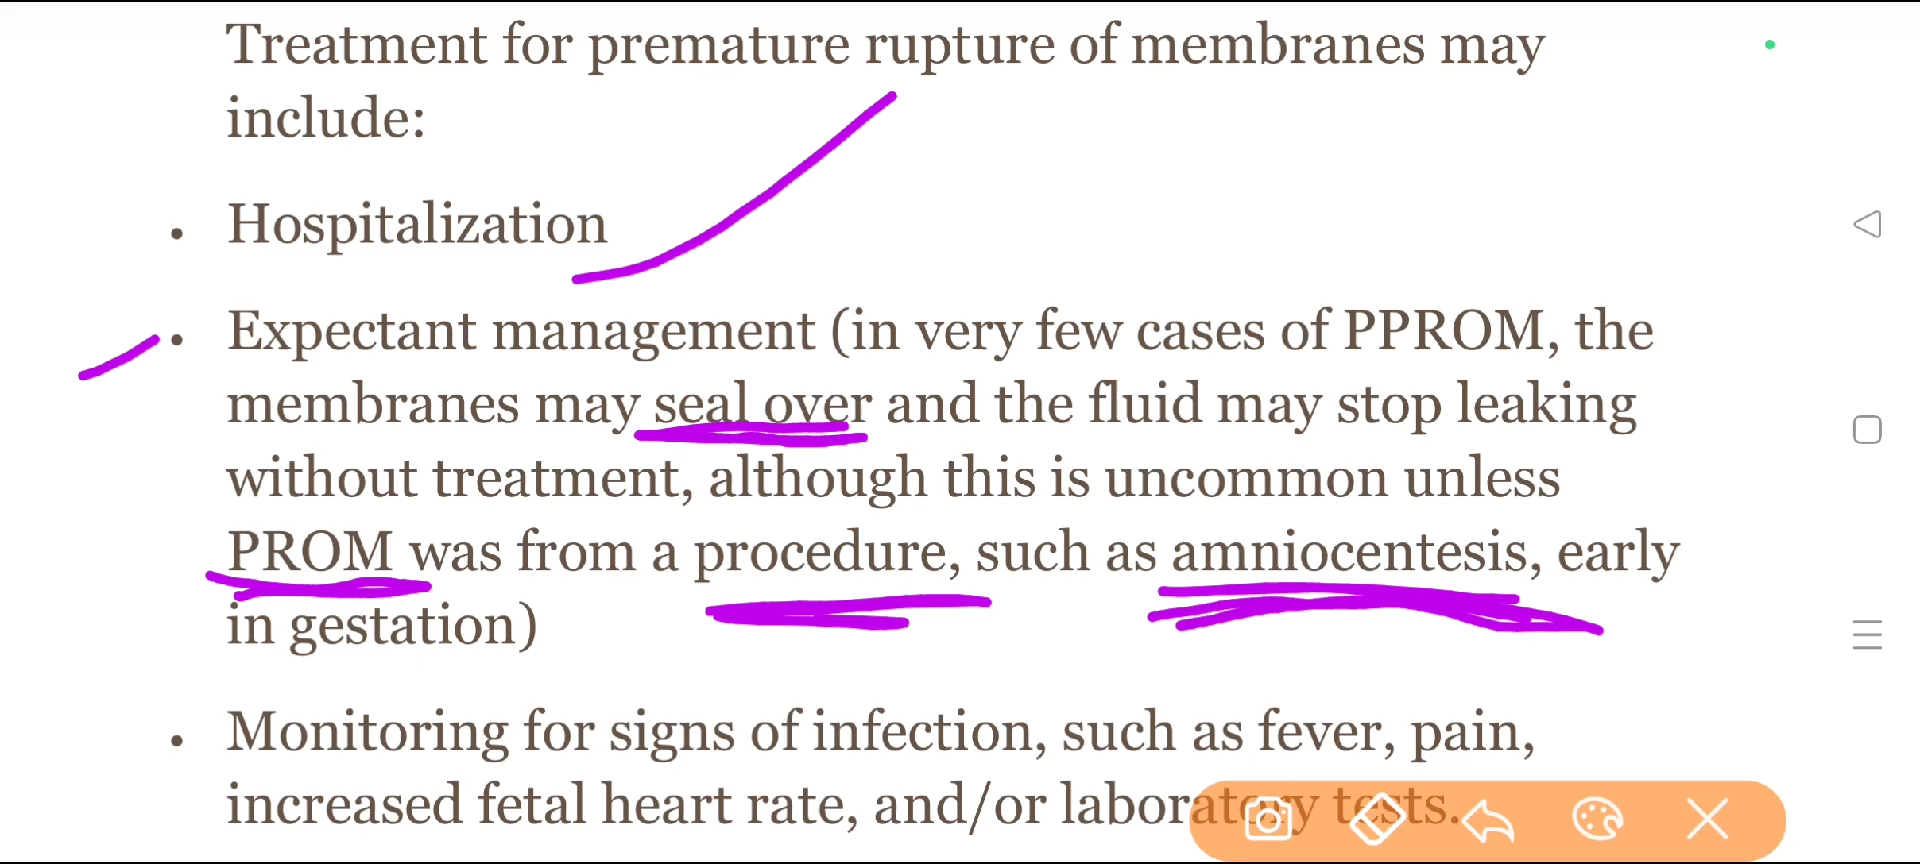 Treatment for premature rupture of membranes may
include:
• Hospitalization
• Expectant management (in very few cases of PPROM, the
membranes may seal over and the fluid may stop leaking
without treatment, although this is uncommon unless
PROM was from a procedure, such as amniocentesis, early
in gestation)
• Monitoring for signs of infection, such as fever, pain,
increased fetal heart rate, and/or laboratory tests.